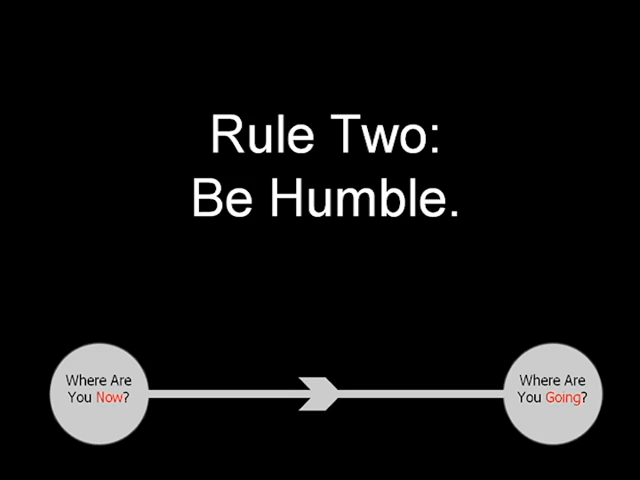 Rule Two:
Be Humble.
Where Are
You Now?
Where Are
You Going?